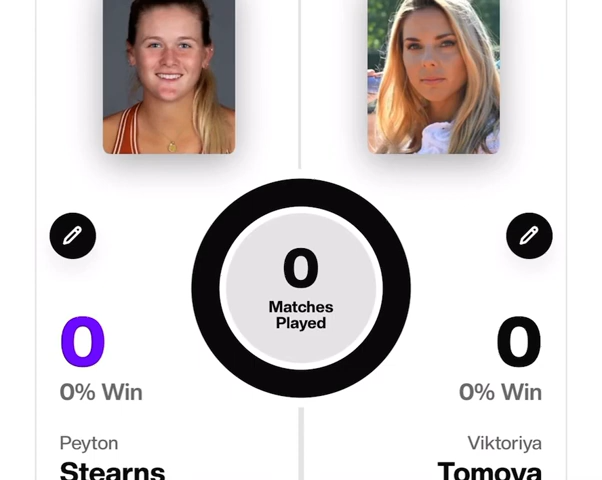 0
Matches
Played
0
0% Win
0
0% Win
Peyton
Stearns
Viktoriya
Tomova